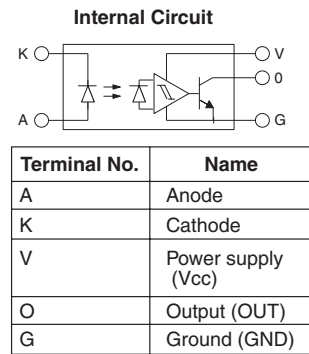 Internal Circuit
K
V
0
A
G
Terminal No. Name
A Anode
K Cathode
V Power supply
(Vcc)
O Output (OUT)
G Ground (GND)